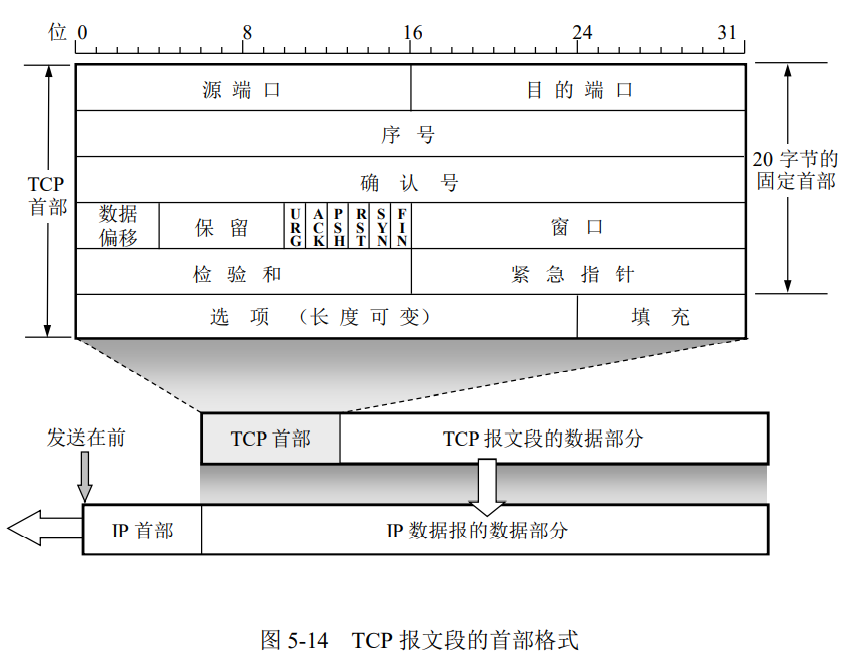 位 0 8 16 24 31
源端口 目的端口
序号
确认号
TCP
首部
20 字节的
固定首部
数据
偏移
保留
URG
ACK
PSH
RST
SYN
FIN
窗口
检验和 紧急指针
选项（长度可变） 填充
发送在前
TCP 首部 TCP 报文段的数据部分
IP 首部 IP 数据报的数据部分
图 5-14 TCP 报文段的首部格式